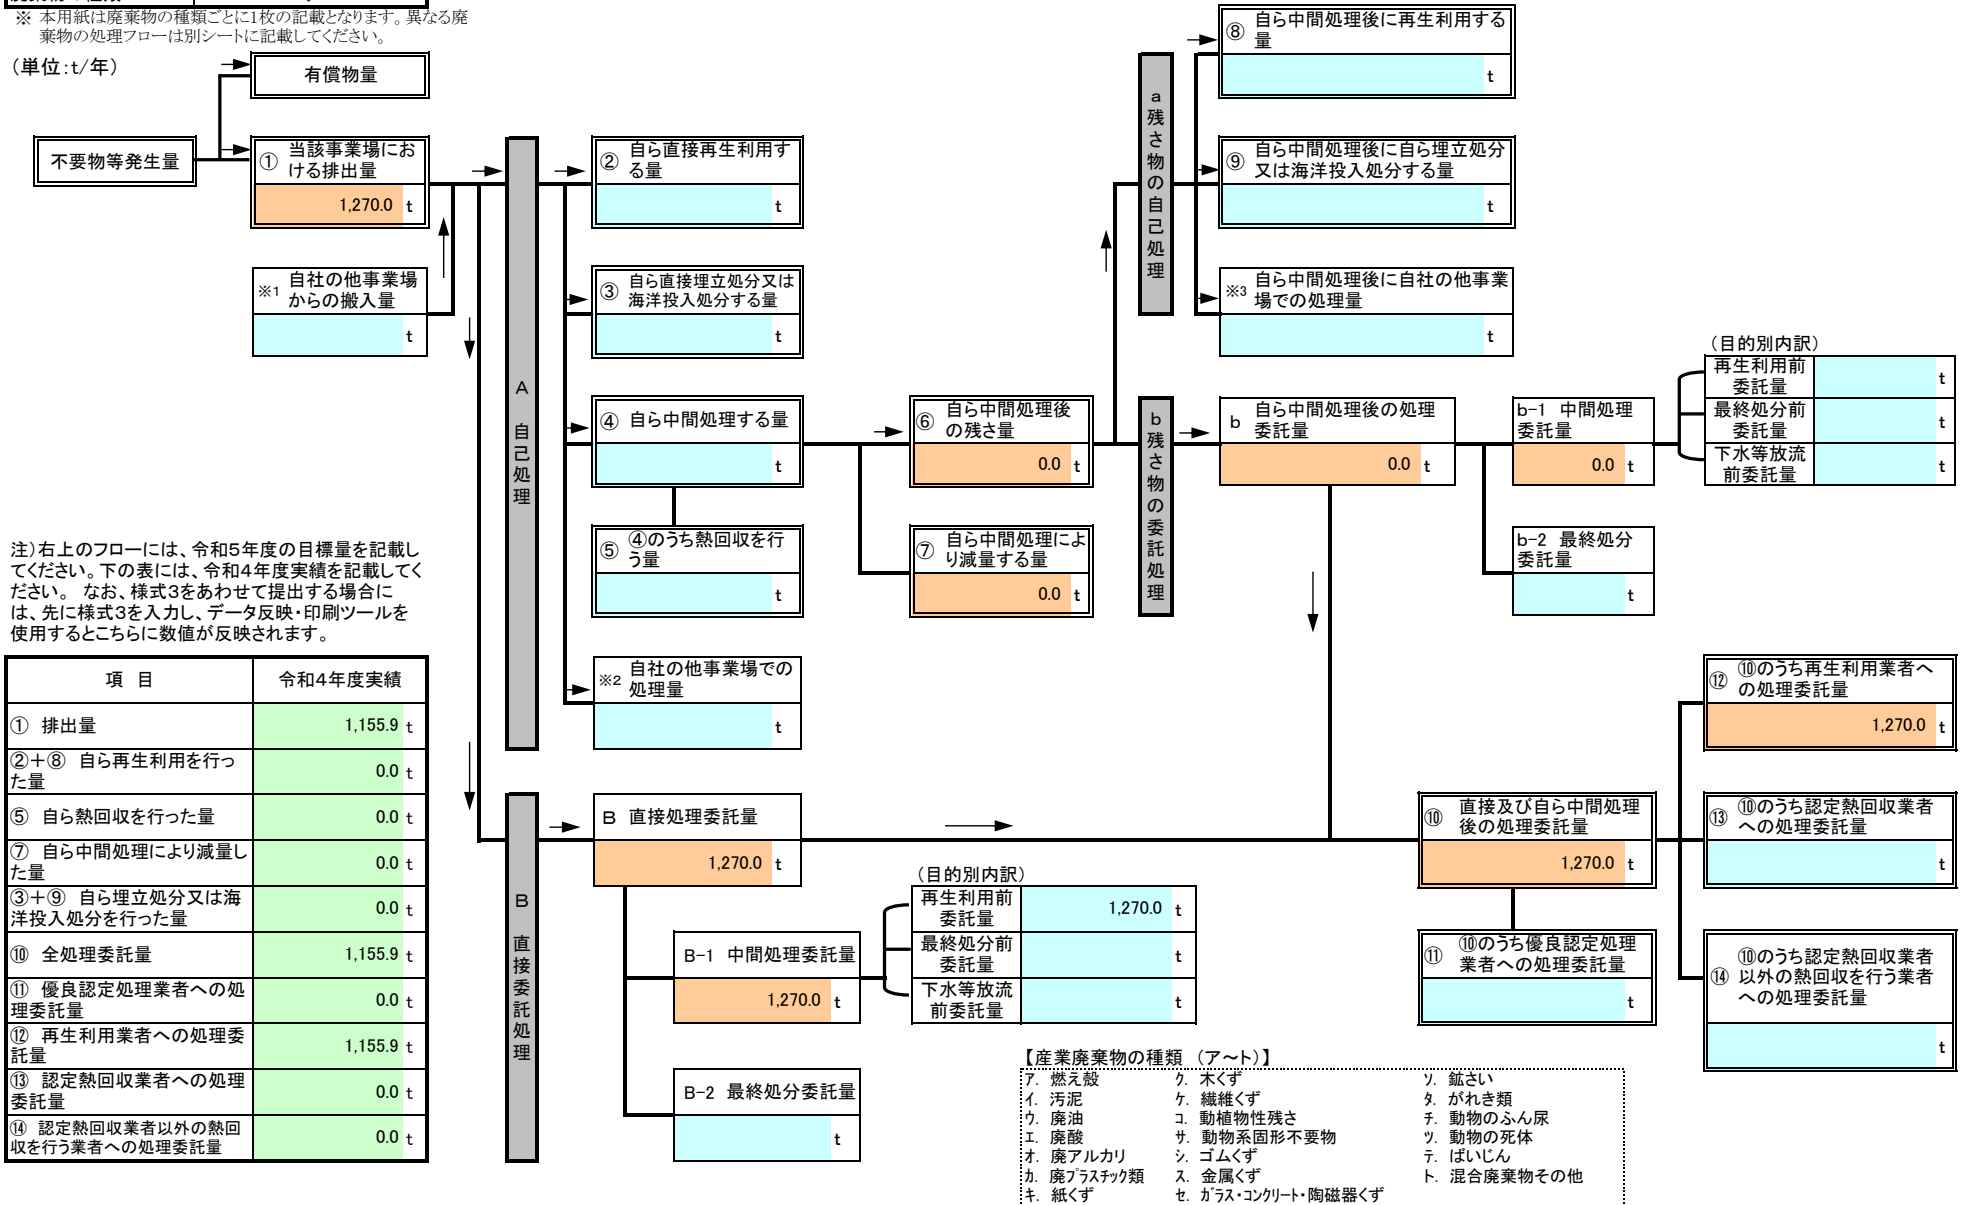 ※ 本用紙は廃棄物の種類ごとに1枚の記載となります。異なる廃
棄物の処理フローは別シートに記載してください。
（単位：t/年）
有償物量
不要物等発生量
① 当該事業場にお
ける排出量
1,270.0 t
※1 自社の他事業場
からの搬入量
t
A 自己処理
② 自ら直接再生利用す
る量
t
③ 自ら直接埋立処分又は
海洋投入処分する量
t
④ 自ら中間処理する量
t
⑤ ④のうち熱回収を行
う量
t
※2 自社の他事業場での
処理量
t
⑥ 自ら中間処理後
の残さ量
0.0 t
⑦ 自ら中間処理によ
り減量する量
0.0 t
a 残さ物の自己処理
⑧ 自ら中間処理後に再生利用する
量
t
⑨ 自ら中間処理後に自ら埋立処分
又は海洋投入処分する量
t
※3 自ら中間処理後に自社の他事業
場での処理量
t
b 残さ物の委託処理
b 自ら中間処理後の処理
委託量
0.0 t
b-1 中間処理
委託量
0.0 t
b-2 最終処分
委託量
t
（目的別内訳）
再生利用前
委託量
t
最終処分前
委託量
t
下水等放流
前委託量
t
注）右上のフローには、令和５年度の目標量を記載し
てください。下の表には、令和４年度実績を記載してく
ださい。 なお、様式３をあわせて提出する場合に
は、先に様式３を入力し、データ反映・印刷ツールを
使用するとこちらに数値が反映されます。
項 目 令和４年度実績
① 排出量 1,155.9 t
②＋⑧ 自ら再生利用を行っ
た量
0.0 t
⑤ 自ら熱回収を行った量 0.0 t
⑦ 自ら中間処理により減量し
た量
0.0 t
③＋⑨ 自ら埋立処分又は海
洋投入処分を行った量
0.0 t
⑩ 全処理委託量 1,155.9 t
⑪ 優良認定処理業者への処
理委託量
0.0 t
⑫ 再生利用業者への処理委
託量
1,155.9 t
⑬ 認定熱回収業者への処理
委託量
0.0 t
⑭ 認定熱回収業者以外の熱回
収を行う業者への処理委託量
0.0 t
B 直接委託処理
B 直接処理委託量
1,270.0 t
B-1 中間処理委託量
1,270.0 t
B-2 最終処分委託量
t
（目的別内訳）
再生利用前
委託量
1,270.0 t
最終処分前
委託量
t
下水等放流
前委託量
t
⑩ 直接及び自ら中間処理
後の処理委託量
1,270.0 t
⑪ ⑩のうち優良認定処理
業者への処理委託量
t
⑫ ⑩のうち再生利用業者へ
の処理委託量
1,270.0 t
⑬ ⑩のうち認定熱回収業者
への処理委託量
t
⑭ ⑩のうち認定熱回収業者
以外の熱回収を行う業者
への処理委託量
t
【産業廃棄物の種類 （ア～ト）】
ア. 燃え殻 ク. 木くず ソ. 鉱さい
イ. 汚泥 ケ. 繊維くず タ. がれき類
ウ. 廃油 コ. 動植物性残さ チ. 動物のふん尿
エ. 廃酸 サ. 動物系固形不要物 ツ. 動物の死体
オ. 廃アルカリ シ. ゴムくず テ. ばいじん
カ. 廃プラスチック類 ス. 金属くず ト. 混合廃棄物その他
キ. 紙くず セ. ガラス・コンクリート・陶磁器くず